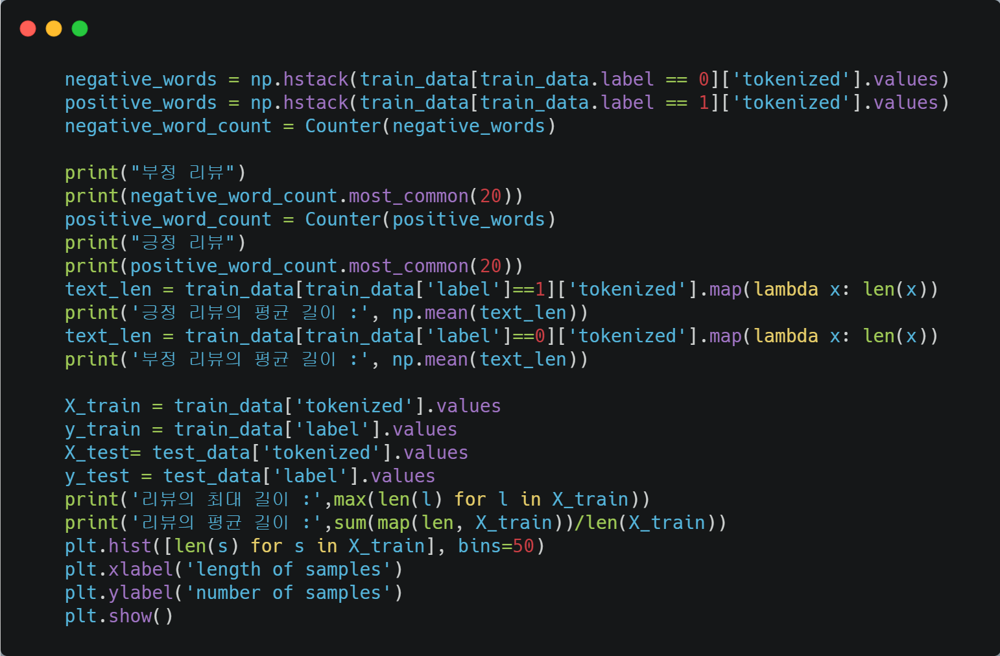 negative_words = np.hstack(train_data[train_data.label == 0]['tokenized'].values)
positive_words = np.hstack(train_data[train_data.label == 1]['tokenized'].values)
negative_word_count = Counter(negative_words)

print("부정 리뷰")
print(negative_word_count.most_common(20))
positive_word_count = Counter(positive_words)
print("긍정 리뷰")
print(positive_word_count.most_common(20))
text_len = train_data[train_data['label']==1]['tokenized'].map(lambda x: len(x))
print('긍정 리뷰의 평균 길이 :', np.mean(text_len))
text_len = train_data[train_data['label']==0]['tokenized'].map(lambda x: len(x))
print('부정 리뷰의 평균 길이 :', np.mean(text_len))

X_train = train_data['tokenized'].values
y_train = train_data['label'].values
X_test= test_data['tokenized'].values
y_test = test_data['label'].values
print('리뷰의 최대 길이 :',max(len(l) for l in X_train))
print('리뷰의 평균 길이 :',sum(map(len, X_train))/len(X_train))
plt.hist([len(s) for s in X_train], bins=50)
plt.xlabel('length of samples')
plt.ylabel('number of samples')
plt.show()